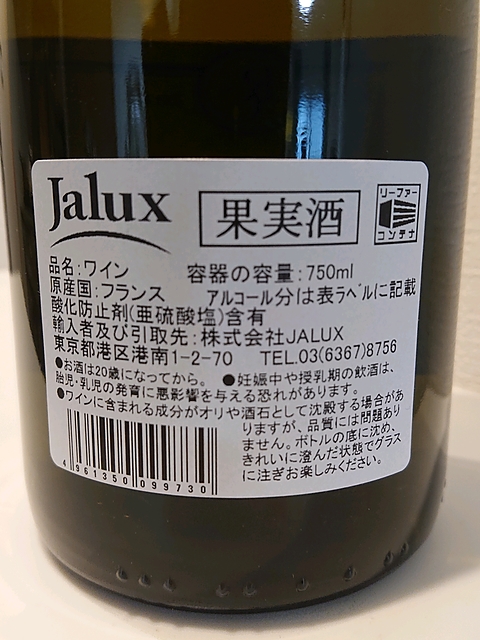 Jalux
果実酒
リーファー
コンテナ
品名:ワイン 容器の容量:750ml
原産国:フランス アルコール分は表ラベルに記載
酸化防止剤(亜硫酸塩)含有
輸入者及び引取先:株式会社JALUX
東京都港区港南1-2-70 TEL.03(6367)8756
●お酒は20歳になってから。 ●妊娠中や授乳期の飲酒は、
胎児・乳児の発育に悪影響を与える恐れがあります。
●ワインに含まれる成分がオリや酒石として沈殿する場合があ
りますが、品質には問題あり
ません。ボトルの底に沈め、
きれいに澄んだ状態でグラス
に注ぎお楽しみください。
4 961350 099730